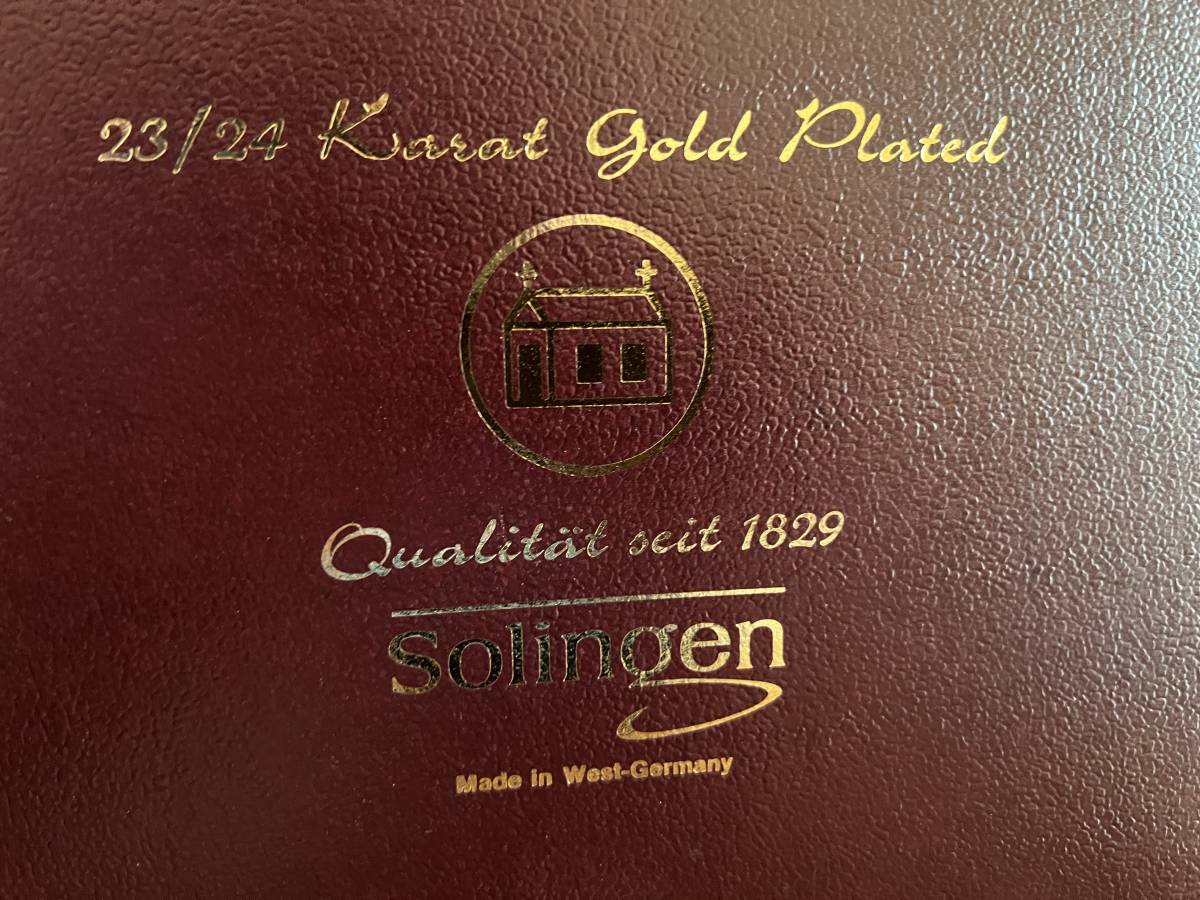 23/24 Karat Gold Plated
Qualität seit 1829
Solingen
Made in West-Germany